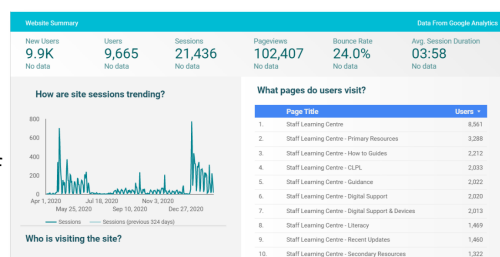 Website Summary Data From Google Analytics
New Users Users Sessions Pageviews Bounce Rate Avg. Session Duration
9.9K 9,665 21,436 102,407 24.0% 03:58
No data No data No data No data No data No data
How are site sessions trending?
800
600
400
200
0
Apr 1, 2020 Jul 18, 2020 Nov 3, 2020
May 25, 2020 Sep 10, 2020 Dec 27, 2020
Sessions Sessions (previous 324 days)
Who is visiting the site?
What pages do users visit?
Page Title Users
1. Staff Learning Centre 8,561
2. Staff Learning Centre - Primary Resources 3,288
3. Staff Learning Centre - How to Guides 2,212
4. Staff Learning Centre - CLPL 2,033
5. Staff Learning Centre - Guidance 2,022
6. Staff Learning Centre - Digital Support 2,020
7. Staff Learning Centre - Digital Support & Devices 2,013
8. Staff Learning Centre - Literacy 1,469
9. Staff Learning Centre - Recent Updates 1,460
10. Staff Learning Centre - Secondary Resources 1,322